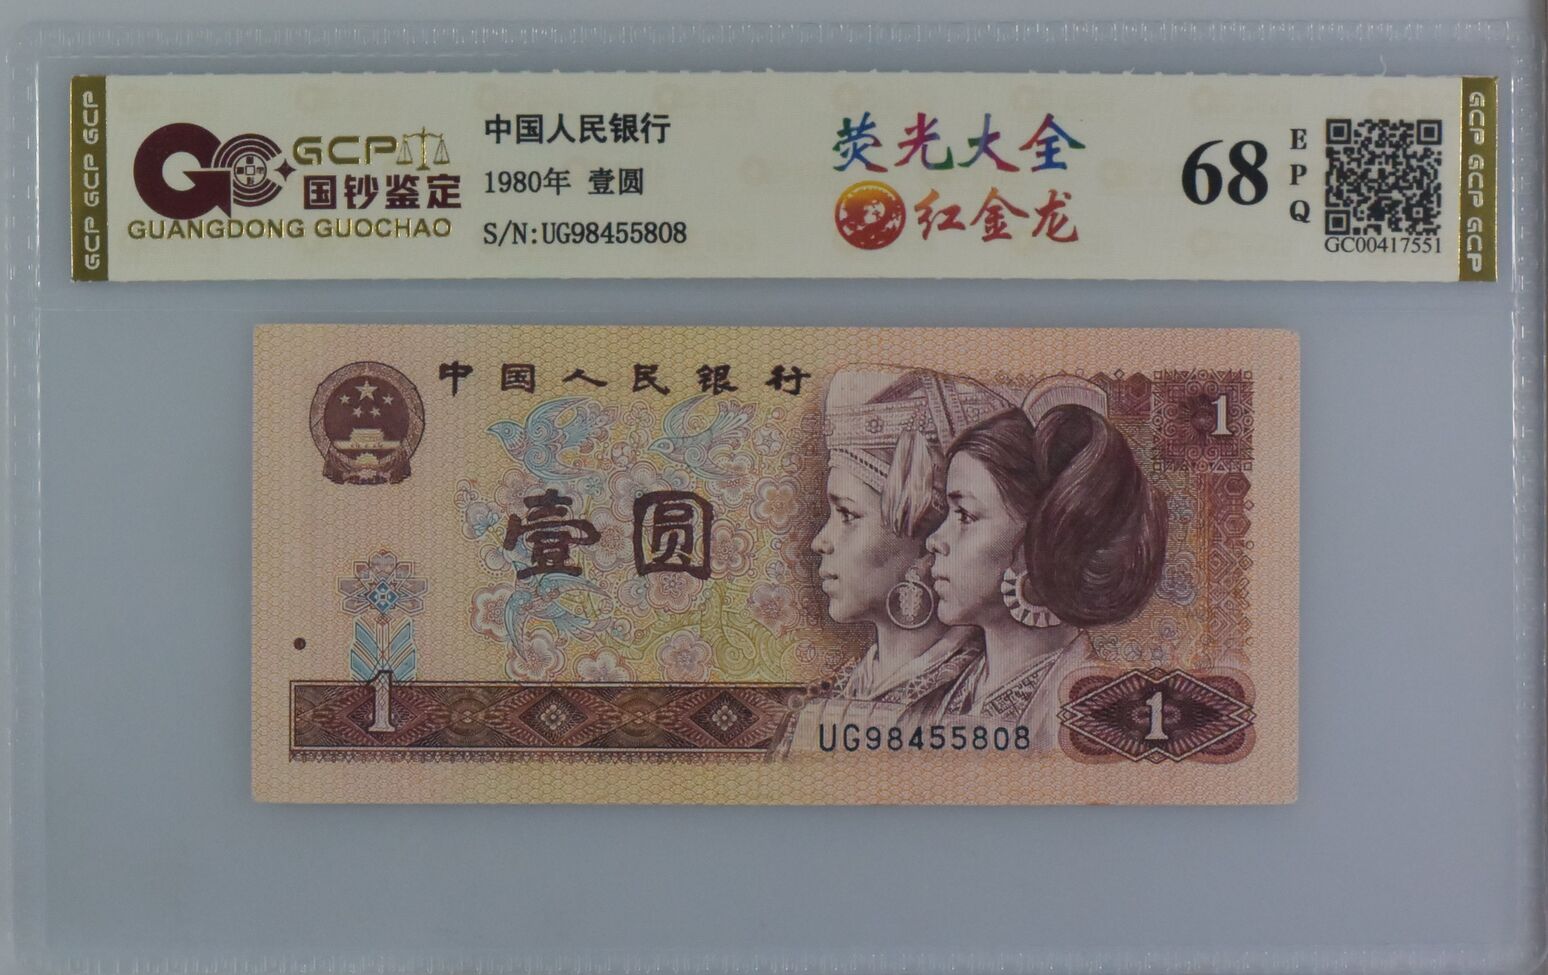 GCP GCP GCP
GCP
国钞鉴定
GUANGDONG GUOCHAO
中国人民银行
1980年 壹圆
S/N:UG98455808
荧光大全
红金龙
68
EPQ
GC00417551
GCP GCP GCP
中国人民银行
1
壹圆
1
UG98455808
1